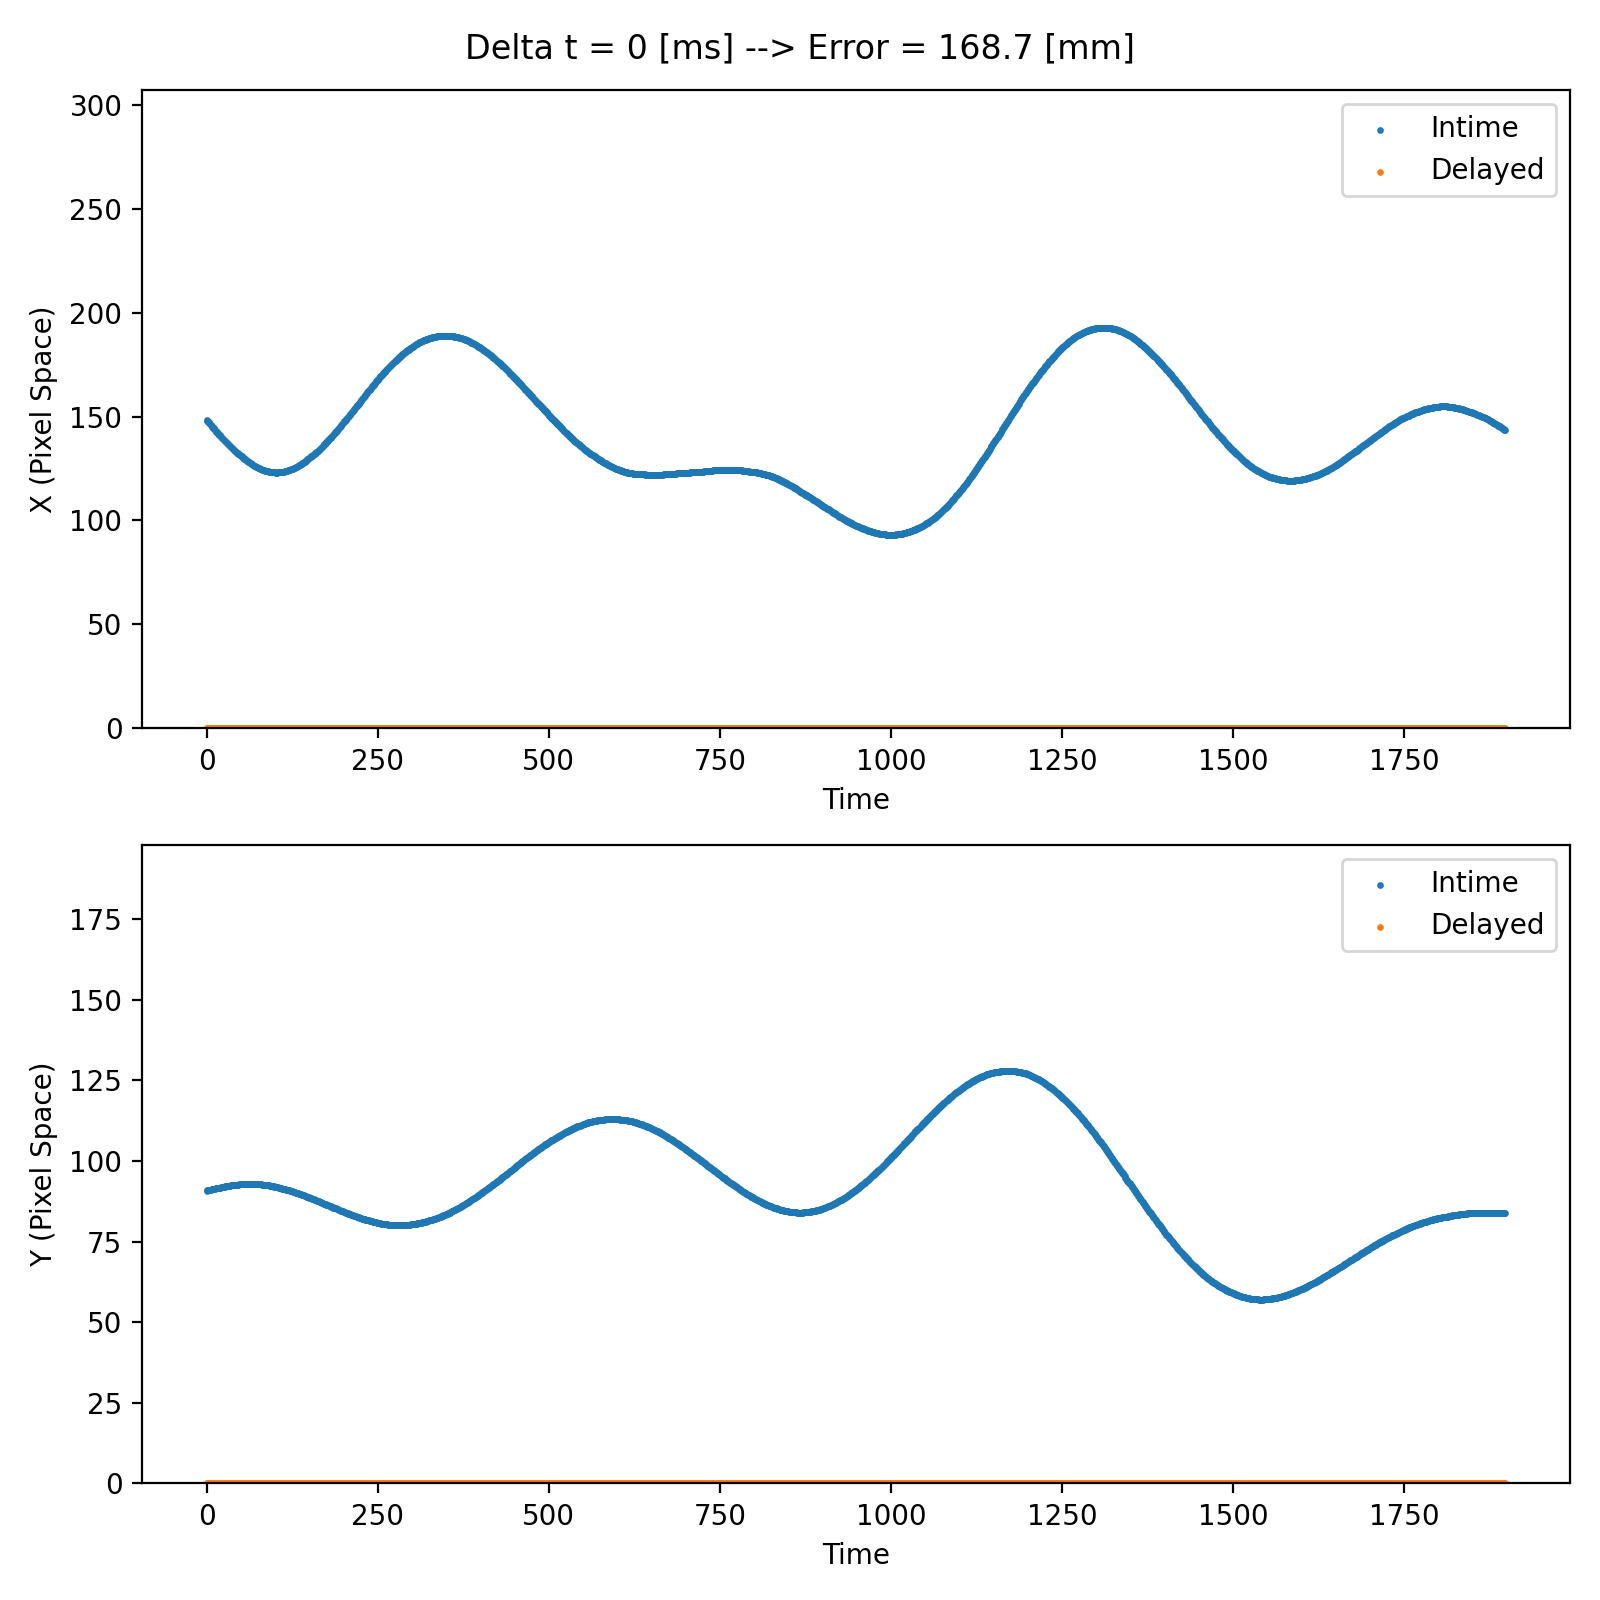 Delta t = 0 [ms] --> Error = 168.7 [mm]
300
250
200
150
100
50
0
X (Pixel Space)
Intime
Delayed
0 250 500 750 1000 1250 1500 1750
Time
175
150
125
100
75
50
25
0
Y (Pixel Space)
Intime
Delayed
0 250 500 750 1000 1250 1500 1750
Time